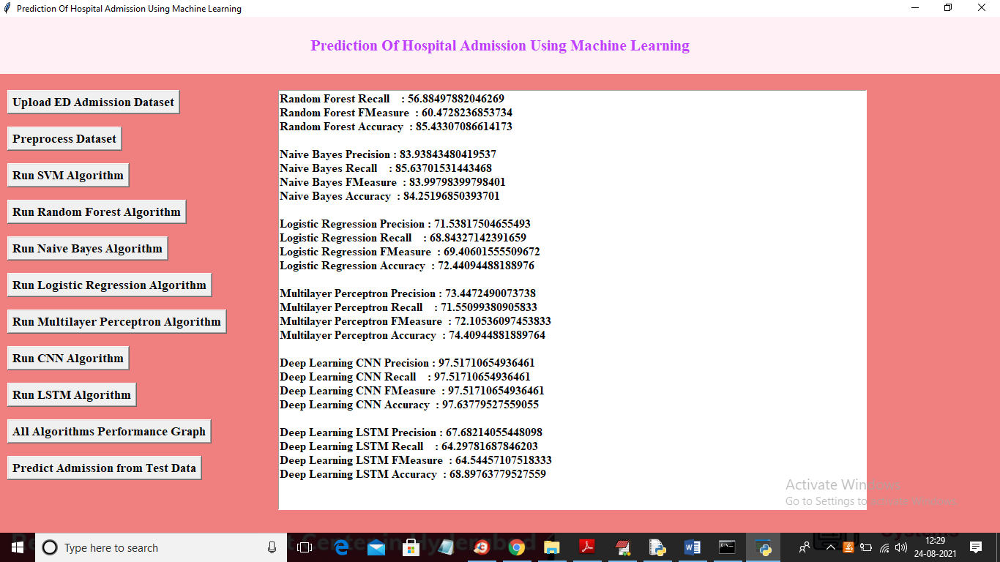 Prediction Of Hospital Admission Using Machine Learning
Prediction Of Hospital Admission Using Machine Learning
Upload ED Admission Dataset
Preprocess Dataset
Run SVM Algorithm
Run Random Forest Algorithm
Run Naive Bayes Algorithm
Run Logistic Regression Algorithm
Run Multilayer Perceptron Algorithm
Run CNN Algorithm
Run LSTM Algorithm
All Algorithms Performance Graph
Predict Admission from Test Data
Random Forest Recall : 56.88497882046269
Random Forest FMeasure : 60.4728236853734
Random Forest Accuracy : 85.43307086614173
Naive Bayes Precision : 83.93843480419537
Naive Bayes Recall : 85.63701531443468
Naive Bayes FMeasure : 83.99798399798401
Naive Bayes Accuracy : 84.25196850393701
Logistic Regression Precision : 71.53817504655493
Logistic Regression Recall : 68.84327142391659
Logistic Regression FMeasure : 69.40601555509672
Logistic Regression Accuracy : 72.44094488188976
Multilayer Perceptron Precision : 73.4472490073738
Multilayer Perceptron Recall : 71.55099380905833
Multilayer Perceptron FMeasure : 72.10536097453833
Multilayer Perceptron Accuracy : 74.40944881889764
Deep Learning CNN Precision : 97.51710654936461
Deep Learning CNN Recall : 97.51710654936461
Deep Learning CNN FMeasure : 97.51710654936461
Deep Learning CNN Accuracy : 97.63779527559055
Deep Learning LSTM Precision : 67.68214055448098
Deep Learning LSTM Recall : 64.29781687846203
Deep Learning LSTM FMeasure : 64.54457107518333
Deep Learning LSTM Accuracy : 68.89763779527559
Activate Windows
Go to Settings to activate Windows.
Type here to search
12:29
24-08-2021